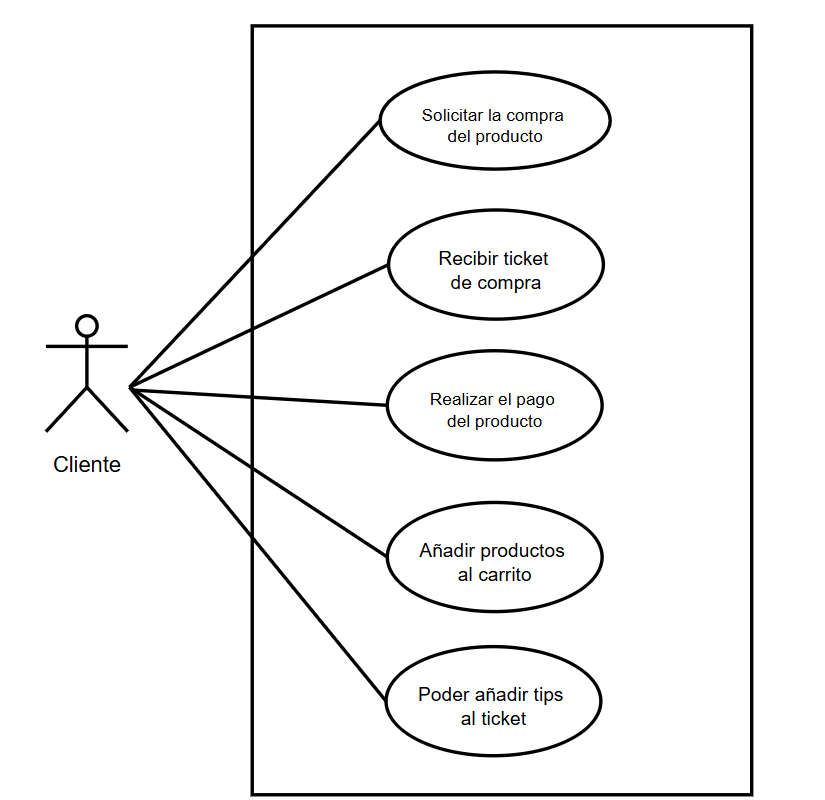 Solicitar la compra
del producto
Recibir ticket
de compra
Realizar el pago
del producto
Cliente
Añadir productos
al carrito
Poder añadir tips
al ticket